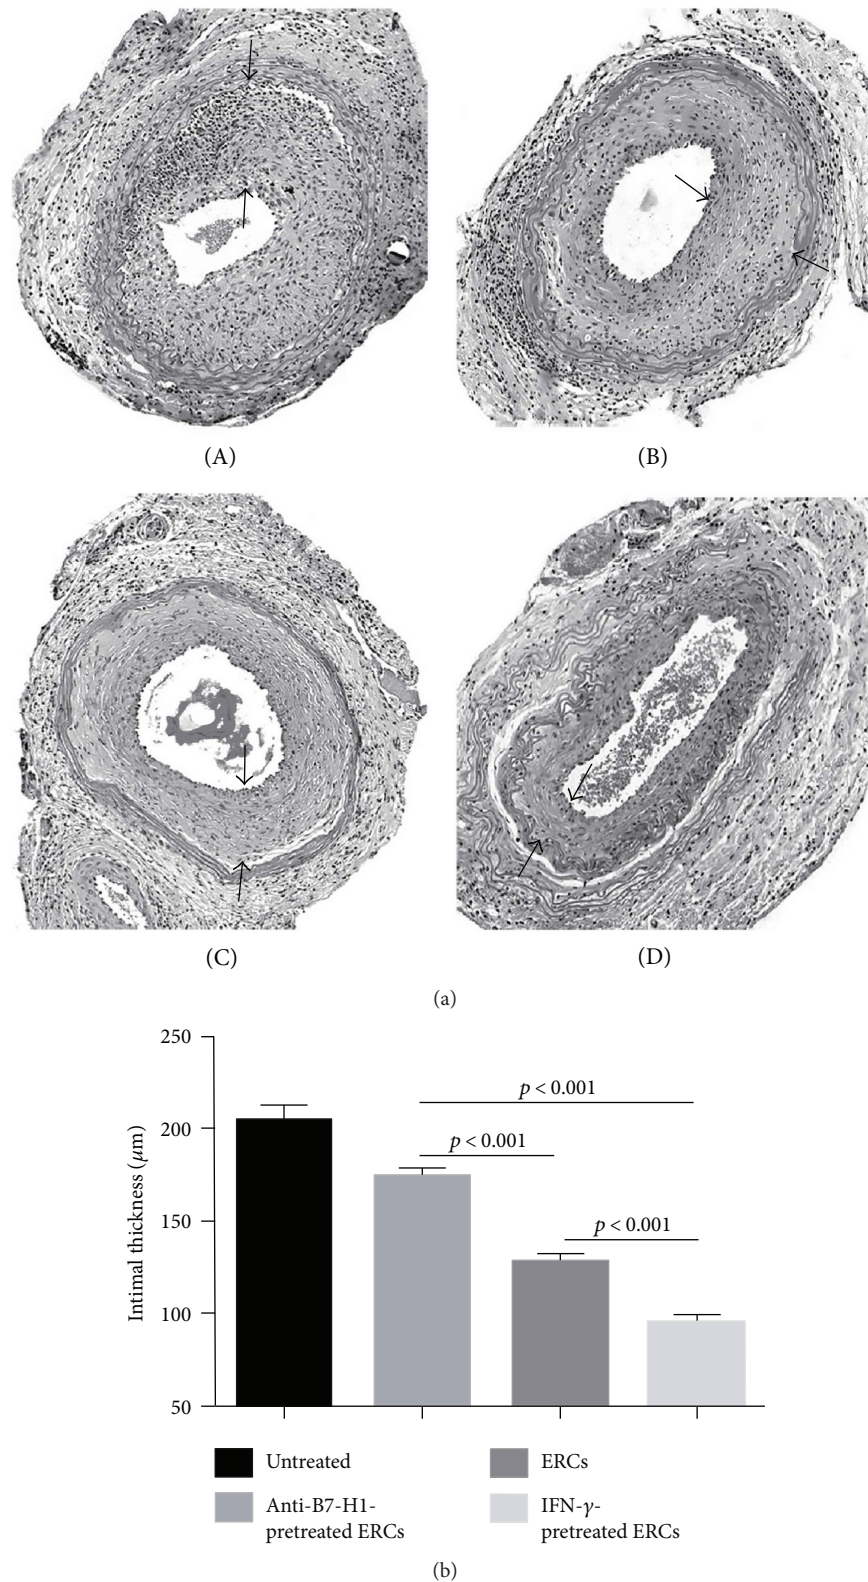 (A)
(B)
(C)
(D)
(a)
250
200
150
100
50
Intimal thickness (μm)
p < 0.001
p < 0.001
p < 0.001
Untreated
Anti-B7-H1-
pretreated ERCs
ERCs
IFN-γ-
pretreated ERCs
(b)